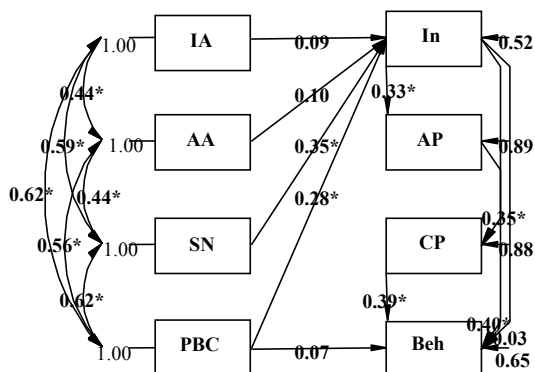 1.00 IA 0.09 In 0.52
0.44* 0.10 0.33*
0.59* 1.00 AA 0.35* AP 0.89
0.62* 0.44* 0.28* 0.35*
0.56* 1.00 SN CP 0.88
0.62* 0.39*
0.40*
1.00 PBC 0.07 Beh 0.03
0.65